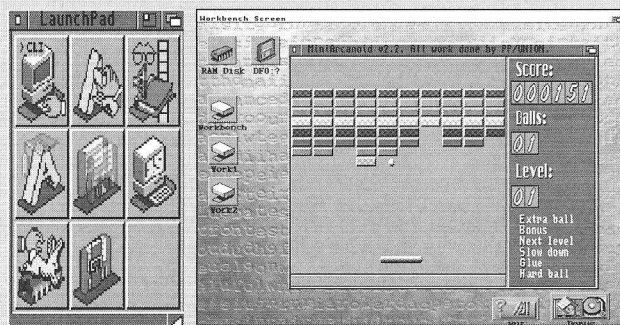 LaunchPad
CLI
Workbench Screen
RAM Disk
DF0:?
Workbench
Work1
Work2
MiniArcanoid v2.2. All work done by PP/UNION.
Score:
000151
Balls:
01
Level:
01
Extra ball
Bonus
Next level
Slow down
Glue
Hard ball